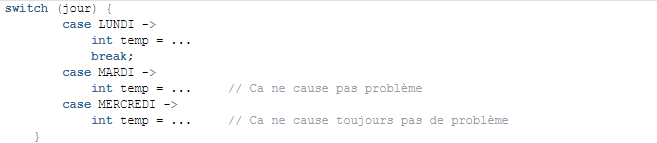 switch (jour) {
case LUNDI ->
int temp = ...
break;
case MARDI ->
int temp = ... // Ca ne cause pas problème
case MERCREDI ->
int temp = ... // Ca ne cause toujours pas de problème
}